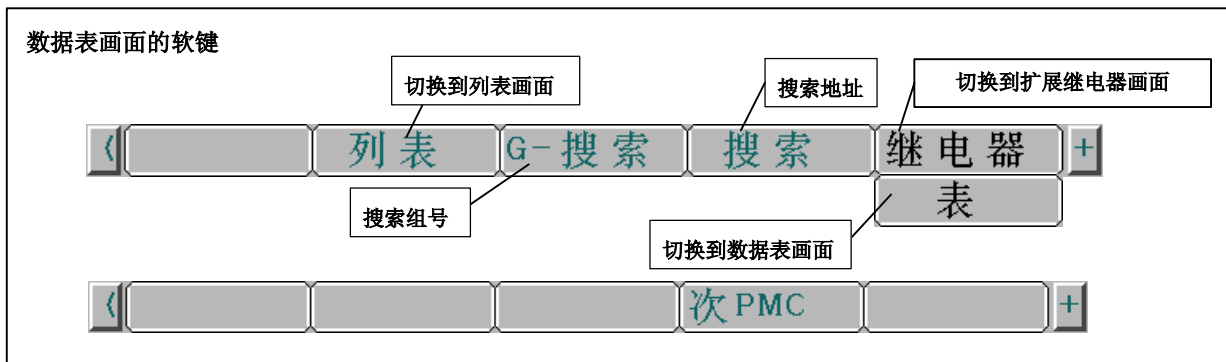 数据表画面的软键
切换到列表画面
搜索地址
切换到扩展继电器画面
列表
G-搜索
搜索
继电器
+
表
搜索组号
切换到数据表画面
次PMC
+